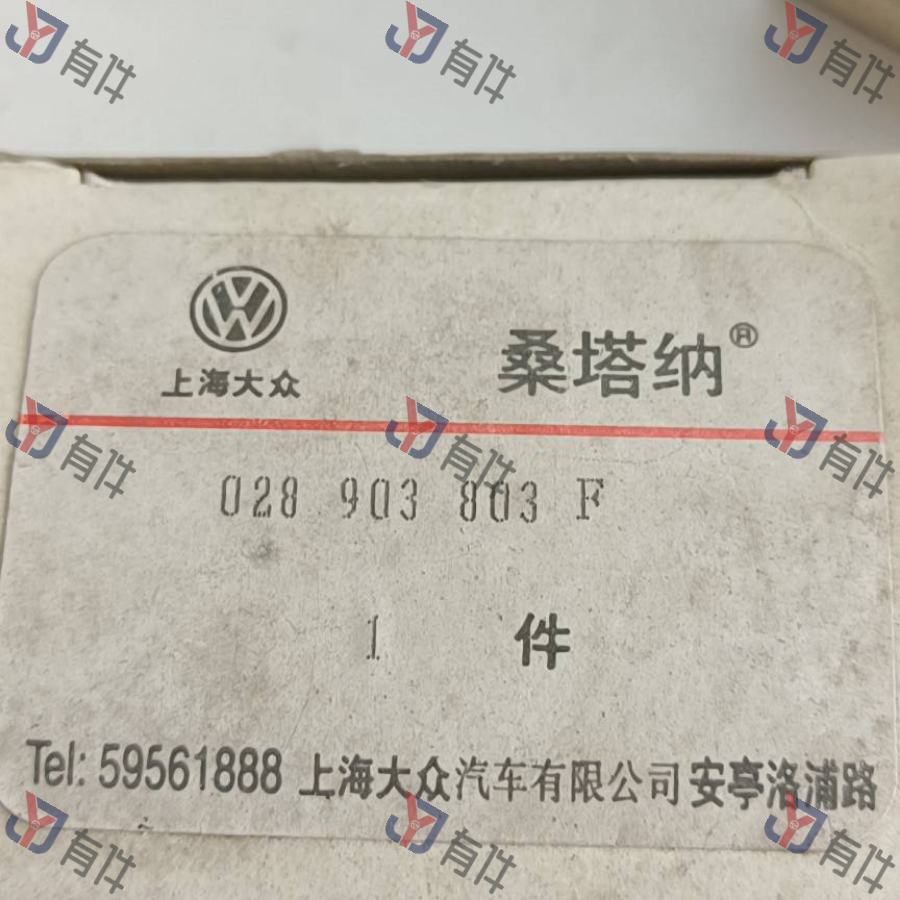 上海大众
桑塔纳®
028 903 803 F
1 件
Tel: 59561888 上海大众汽车有限公司 安亭洛浦路
有件 有件 有件
有件 有件 有件
有件 有件 有件